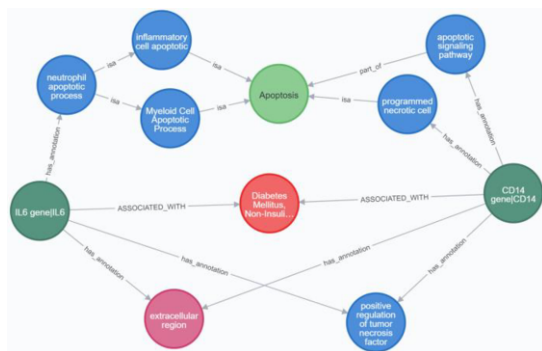 inflammatory
cell apoptotic
isa
isa
neutrophil
apoptotic
process
isa
Myeloid Cell
Apoptotic
Process
isa
Apoptosis
part_of
apoptotic
signaling
pathway
isa
programmed
necrotic cell
has_annotation
has_annotation
has_annotation
IL6 gene|IL6
ASSOCIATED_WITH
Diabetes
Mellitus,
Non-Insuli...
ASSOCIATED_WITH
CD14
gene|CD14
has_annotation
has_annotation
has_annotation
has_annotation
extracellular
region
positive
regulation
of tumor
necrosis
factor